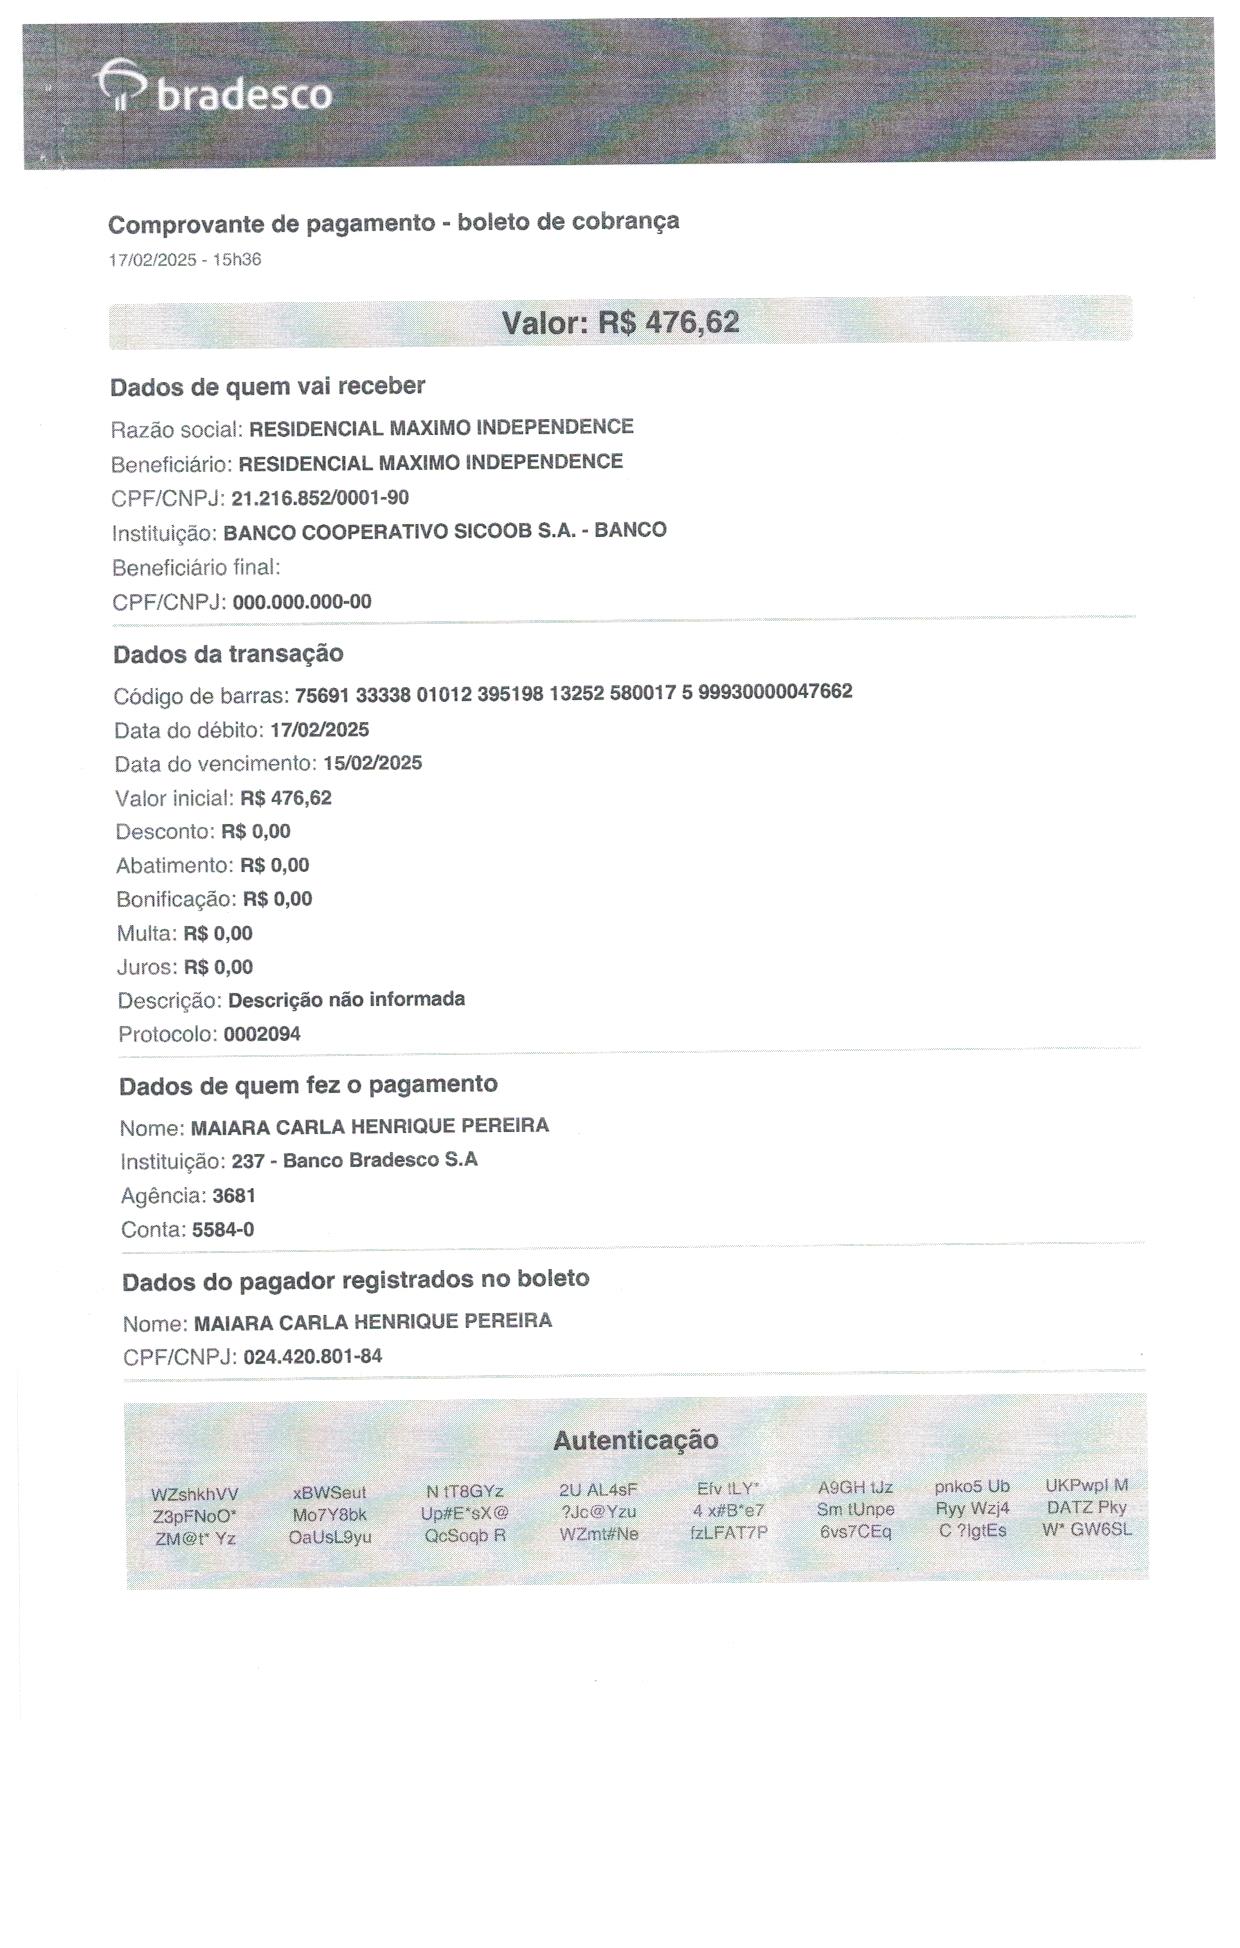 bradesco
Comprovante de pagamento - boleto de cobrança
17/02/2025 - 15h36
Valor: R$ 476,62
Dados de quem vai receber
Razão social: RESIDENCIAL MAXIMO INDEPENDENCE
Beneficiário: RESIDENCIAL MAXIMO INDEPENDENCE
CPF/CNPJ: 21.216.852/0001-90
Instituição: BANCO COOPERATIVO SICOOB S.A. - BANCO
Beneficiário final:
CPF/CNPJ: 000.000.000-00
Dados da transação
Código de barras: 75691 33338 01012 395198 13252 580017 5 99930000047662
Data do débito: 17/02/2025
Data do vencimento: 15/02/2025
Valor inicial: R$ 476,62
Desconto: R$ 0,00
Abatimento: R$ 0,00
Bonificação: R$ 0,00
Multa: R$ 0,00
Juros: R$ 0,00
Descrição: Descrição não informada
Protocolo: 0002094
Dados de quem fez o pagamento
Nome: MAIARA CARLA HENRIQUE PEREIRA
Instituição: 237 - Banco Bradesco S.A
Agência: 3681
Conta: 5584-0
Dados do pagador registrados no boleto
Nome: MAIARA CARLA HENRIQUE PEREIRA
CPF/CNPJ: 024.420.801-84
Autenticação
WZshkhVV xBWSeut N tT8GYz 2U AL4sF Efv tLY* A9GH tJz pnko5 Ub UKPwpl M
Z3pFNoO* Mo7Y8bk Up#E*sX@ ?Jc@Yzu 4 x#B*e7 Sm tUnpe Ryy Wzj4 DATZ Pky
ZM@t* Yz OaUsL9yu QcSoqb R WZmt#Ne fzLFAT7P 6vs7CEq C ?lgtEs W* GW6SL